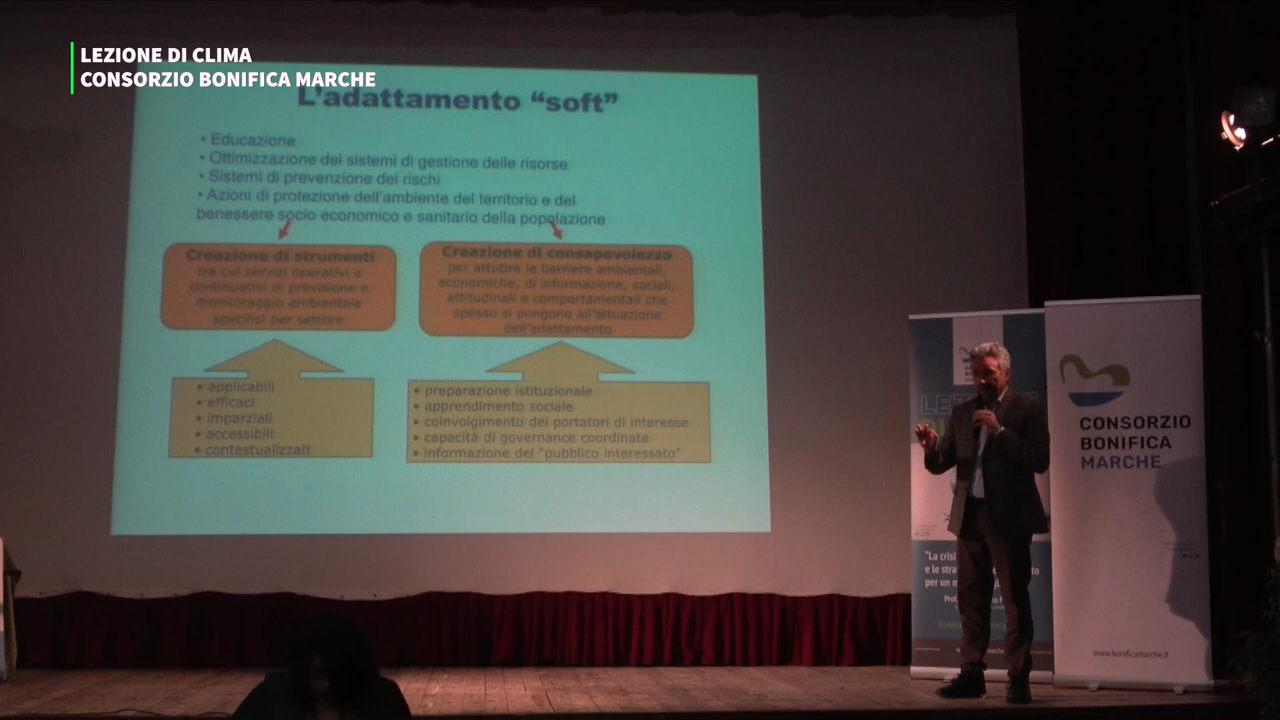 LEZIONE DI CLIMA
CONSORZIO BONIFICA MARCHE
L'adattamento "soft"
• Educazione
• Ottimizzazione dei sistemi di gestione delle risorse
• Sistemi di prevenzione dei rischi
• Azioni di protezione dell'ambiente del territorio e del
benessere socio economico e sanitario della popolazione
Creazione di strumenti
tra cui servizi operativi e
continuativi di previsione e
monitoraggio ambientale
specifici per settore
Creazione di consapevolezza
per attutire le barriere ambientali,
economiche, di informazione, sociali,
attitudinali e comportamentali che
spesso si pongono all'attuazione
dell'adattamento
• applicabili
• efficaci
• imparziali
• accessibili
• contestualizzati
• preparazione istituzionale
• apprendimento sociale
• coinvolgimento dei portatori di interesse
• capacità di governance coordinata
• informazione del "pubblico interessato"
"La crisi
e le
per un
CONSORZIO
BONIFICA
MARCHE
www.bonificamarche.it